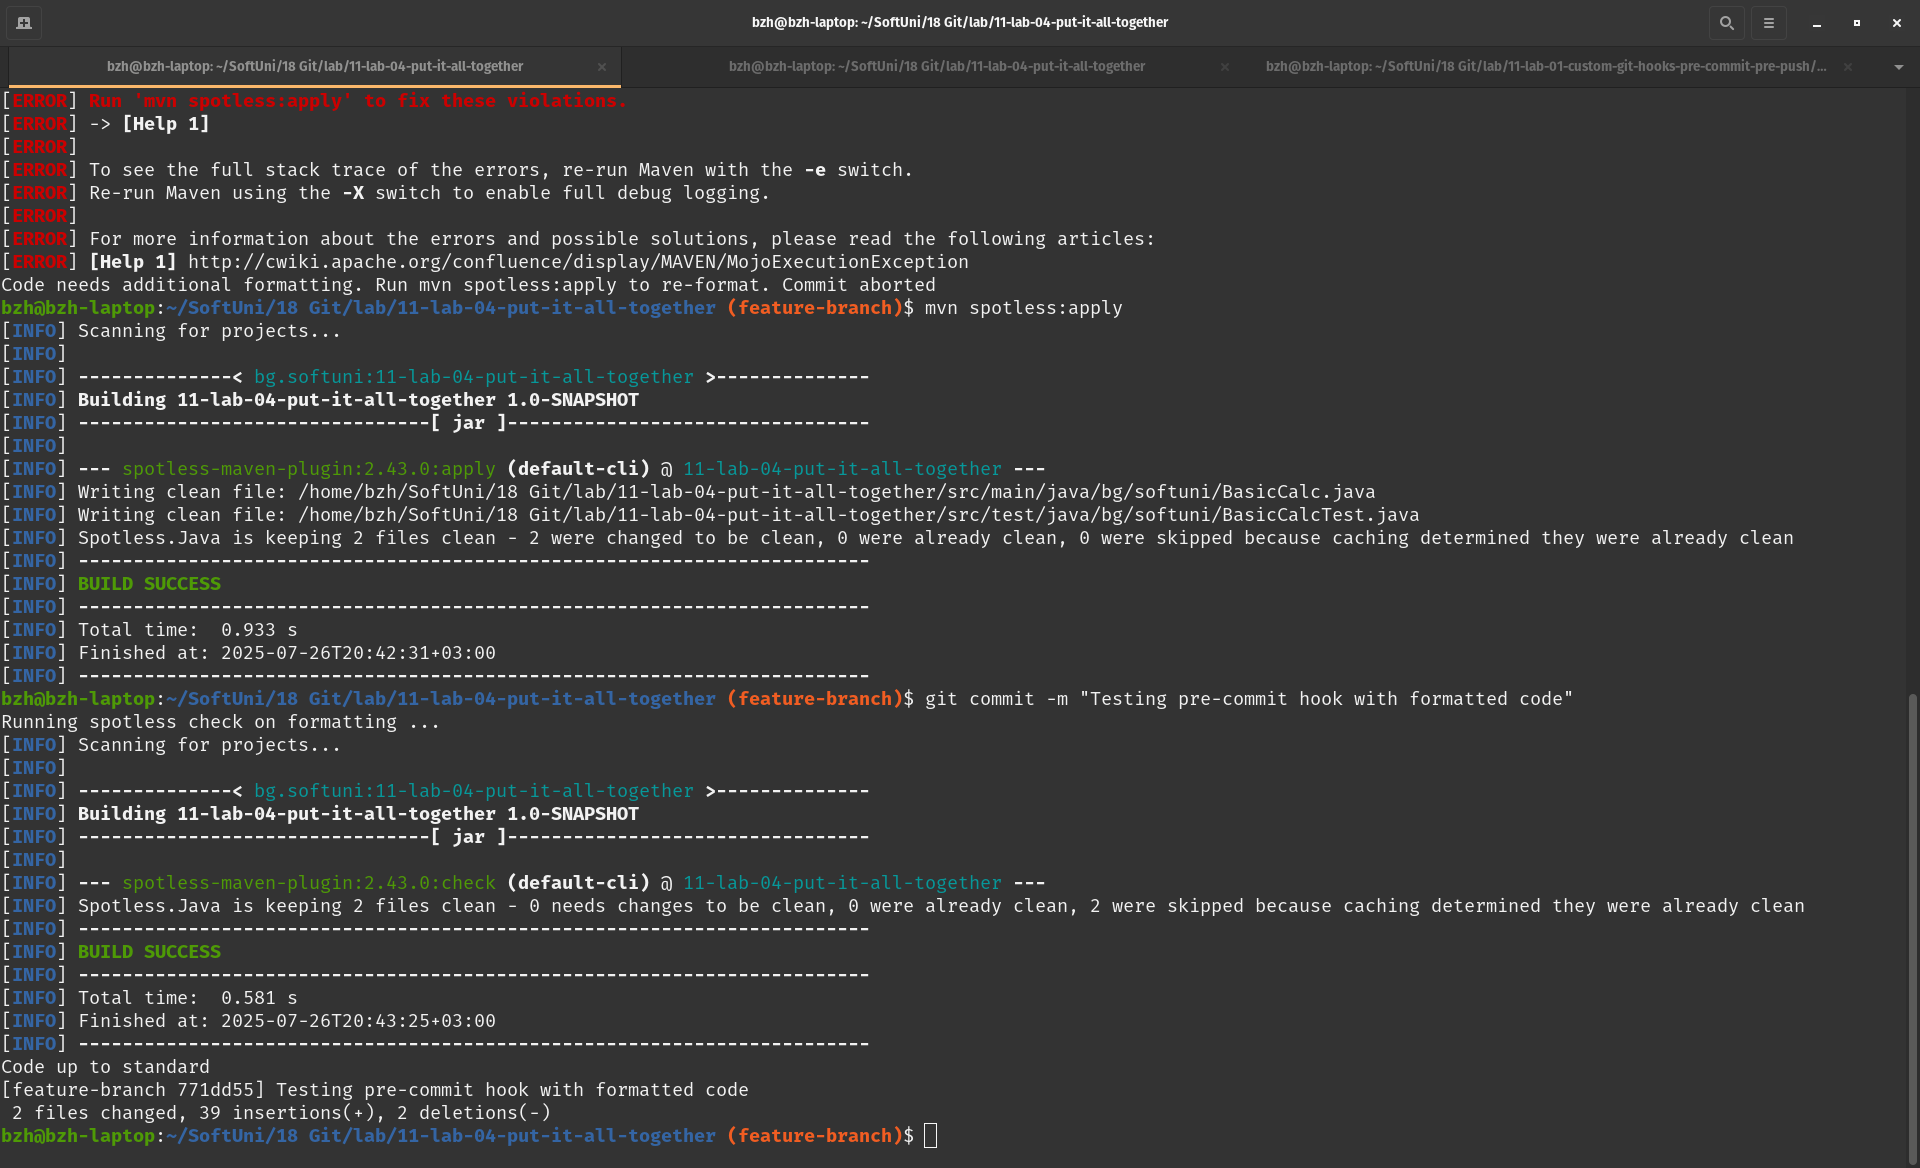 bzh@bzh-laptop: ~/SoftUni/18 Git/lab/11-lab-04-put-it-all-together
bzh@bzh-laptop: ~/SoftUni/18 Git/lab/11-lab-04-put-it-all-together
bzh@bzh-laptop: ~/SoftUni/18 Git/lab/11-lab-04-put-it-all-together
bzh@bzh-laptop: ~/SoftUni/18 Git/lab/11-lab-01-custom-git-hooks-pre-commit-pre-push/...
[ERROR] Run 'mvn spotless:apply' to fix these violations.
[ERROR] -> [Help 1]
[ERROR]
[ERROR] To see the full stack trace of the errors, re-run Maven with the -e switch.
[ERROR] Re-run Maven using the -X switch to enable full debug logging.
[ERROR]
[ERROR] For more information about the errors and possible solutions, please read the following articles:
[ERROR] [Help 1] http://cwiki.apache.org/confluence/display/MAVEN/MojoExecutionException
Code needs additional formatting. Run mvn spotless:apply to re-format. Commit aborted
bzh@bzh-laptop:~/SoftUni/18 Git/lab/11-lab-04-put-it-all-together (feature-branch)$ mvn spotless:apply
[INFO] Scanning for projects...
[INFO]
[INFO] --------------< bg.softuni:11-lab-04-put-it-all-together >--------------
[INFO] Building 11-lab-04-put-it-all-together 1.0-SNAPSHOT
[INFO] --------------------------------[ jar ]---------------------------------
[INFO]
[INFO] --- spotless-maven-plugin:2.43.0:apply (default-cli) @ 11-lab-04-put-it-all-together ---
[INFO] Writing clean file: /home/bzh/SoftUni/18 Git/lab/11-lab-04-put-it-all-together/src/main/java/bg/softuni/BasicCalc.java
[INFO] Writing clean file: /home/bzh/SoftUni/18 Git/lab/11-lab-04-put-it-all-together/src/test/java/bg/softuni/BasicCalcTest.java
[INFO] Spotless.Java is keeping 2 files clean - 2 were changed to be clean, 0 were already clean, 0 were skipped because caching determined they were already clean
[INFO] ------------------------------------------------------------------------
[INFO] BUILD SUCCESS
[INFO] ------------------------------------------------------------------------
[INFO] Total time:  0.933 s
[INFO] Finished at: 2025-07-26T20:42:31+03:00
[INFO] ------------------------------------------------------------------------
bzh@bzh-laptop:~/SoftUni/18 Git/lab/11-lab-04-put-it-all-together (feature-branch)$ git commit -m "Testing pre-commit hook with formatted code"
Running spotless check on formatting ...
[INFO] Scanning for projects...
[INFO]
[INFO] --------------< bg.softuni:11-lab-04-put-it-all-together >--------------
[INFO] Building 11-lab-04-put-it-all-together 1.0-SNAPSHOT
[INFO] --------------------------------[ jar ]---------------------------------
[INFO]
[INFO] --- spotless-maven-plugin:2.43.0:check (default-cli) @ 11-lab-04-put-it-all-together ---
[INFO] Spotless.Java is keeping 2 files clean - 0 needs changes to be clean, 0 were already clean, 2 were skipped because caching determined they were already clean
[INFO] ------------------------------------------------------------------------
[INFO] BUILD SUCCESS
[INFO] ------------------------------------------------------------------------
[INFO] Total time:  0.581 s
[INFO] Finished at: 2025-07-26T20:43:25+03:00
[INFO] ------------------------------------------------------------------------
Code up to standard
[feature-branch 771dd55] Testing pre-commit hook with formatted code
 2 files changed, 39 insertions(+), 2 deletions(-)
bzh@bzh-laptop:~/SoftUni/18 Git/lab/11-lab-04-put-it-all-together (feature-branch)$